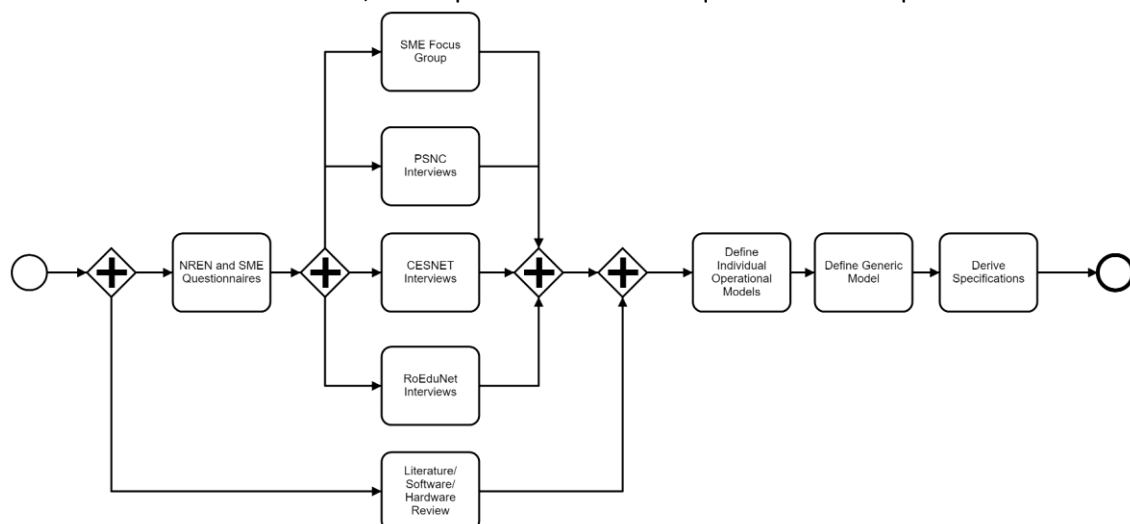 SME Focus
Group
PSNC
Interviews
NREN and SME
Questionnaires
CESNET
Interviews
Define
Individual
Operational
Models
Define Generic
Model
Derive
Specifications
RoEduNet
Interviews
Literature/
Software/
Hardware
Review